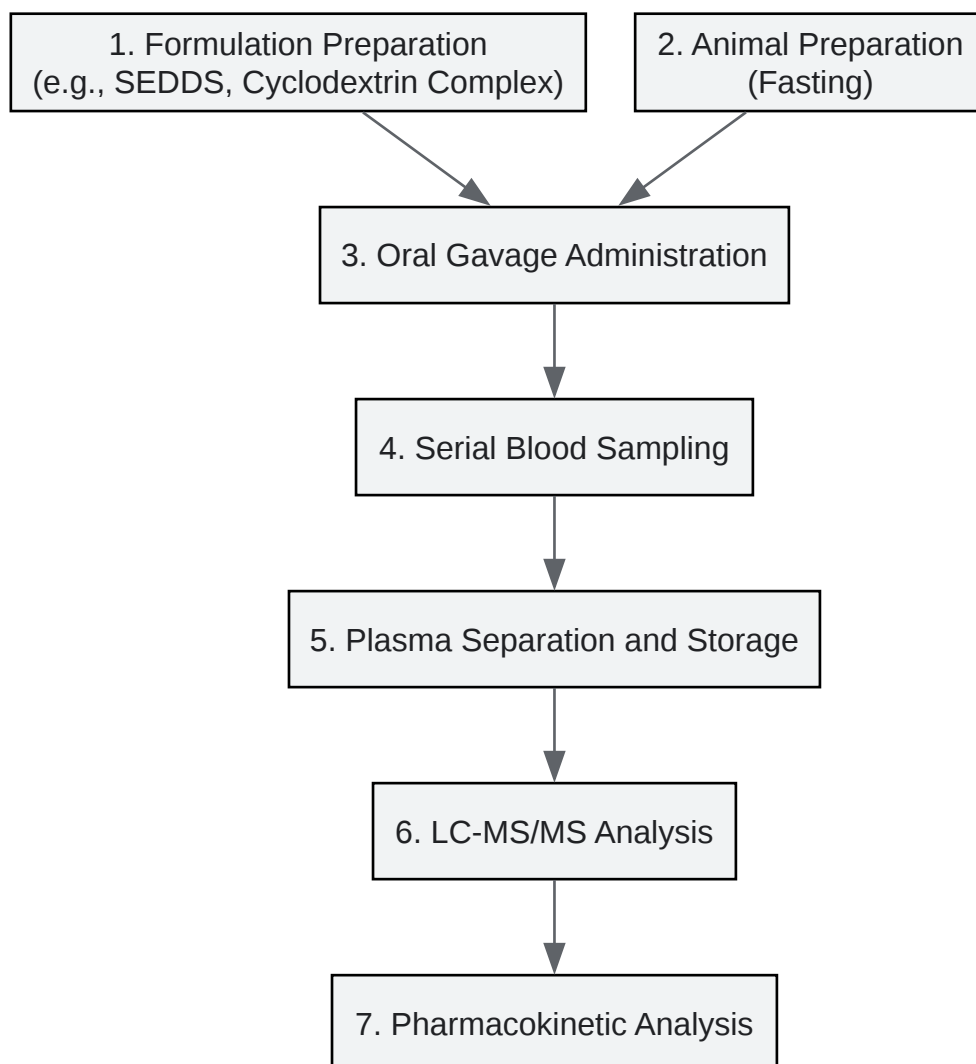 1. Formulation Preparation
(e.g., SEDDS, Cyclodextrin Complex)
2. Animal Preparation
(Fasting)
3. Oral Gavage Administration
4. Serial Blood Sampling
5. Plasma Separation and Storage
6. LC-MS/MS Analysis
7. Pharmacokinetic Analysis